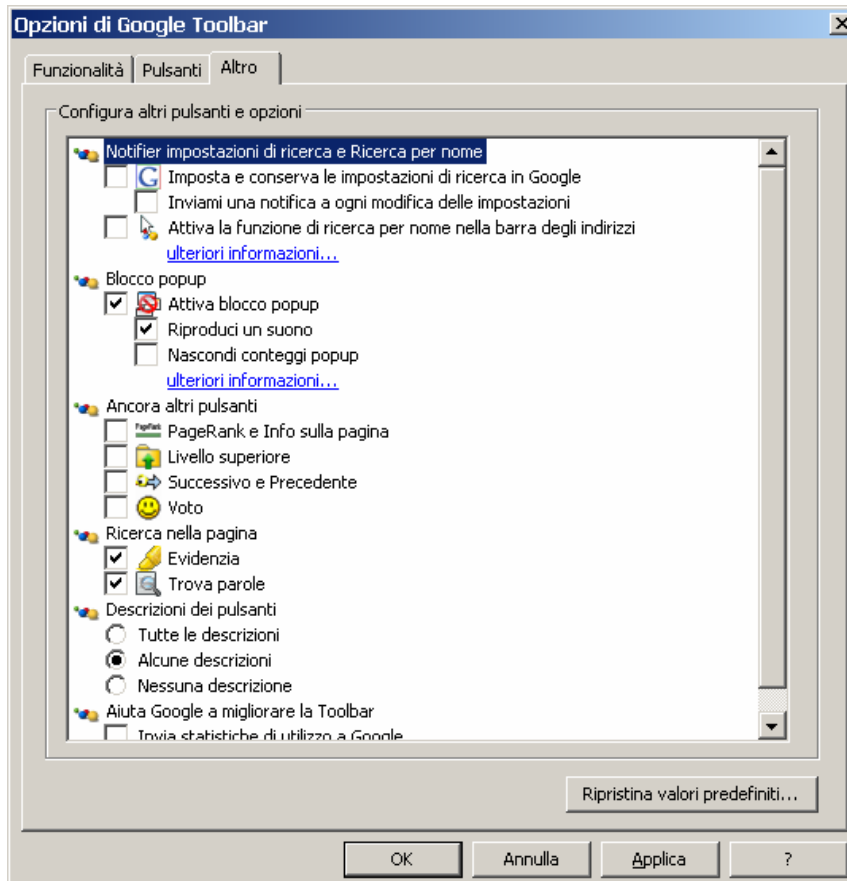 Opzioni di Google Toolbar
Funzionalità Pulsanti Altro
Configura altri pulsanti e opzioni
Notifier impostazioni di ricerca e Ricerca per nome
Imposta e conserva le impostazioni di ricerca in Google
Inviami una notifica a ogni modifica delle impostazioni
Attiva la funzione di ricerca per nome nella barra degli indirizzi
ulteriori informazioni...
Blocco popup
Attiva blocco popup
Riproduci un suono
Nascondi conteggi popup
ulteriori informazioni...
Ancora altri pulsanti
PageRank e Info sulla pagina
Livello superiore
Successivo e Precedente
Voto
Ricerca nella pagina
Evidenzia
Trova parole
Descrizioni dei pulsanti
Tutte le descrizioni
Alcune descrizioni
Nessuna descrizione
Aiuta Google a migliorare la Toolbar
Invia statistiche di utilizzo a Google
Ripristina valori predefiniti...
OK Annulla Applica ?